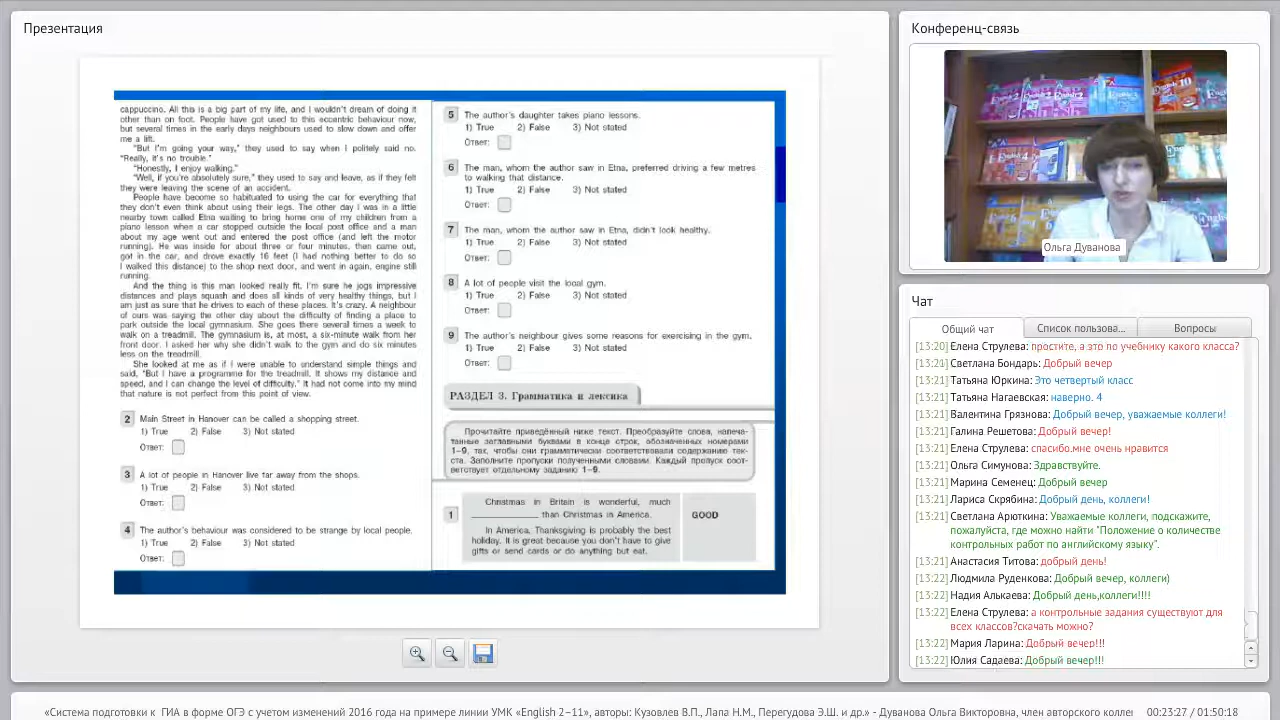 Презентация
cappuccino. All this is a big part of my life, and I wouldn't dream of doing it
other than on foot. People have got used to this eccentric behaviour now,
but several times in the early days neighbours used to slow down and offer
me a lift.
"But I'm going your way," they used to say when I politely said no.
"Really, it's no trouble."
"Honestly, I enjoy walking."
"Well, if you're absolutely sure," they used to say and leave, as if they felt
they were leaving the scene of an accident.
People have become so habituated to using the car for everything that
they don't even think about using their legs. The other day I was in a little
nearby town called Etna waiting to bring home one of my children from a
piano lesson when a car stopped outside the local post office and a man
about my age went out and entered the post office (and left the motor
running). He was inside for about three or four minutes, then came out,
got in the car, and drove exactly 16 feet (I had nothing better to do so
I walked this distance) to the shop next door, and went in again, engine still
running.
And the thing is this man looked really fit. I'm sure he jogs impressive
distances and plays squash and does all kinds of very healthy things, but I
am just as sure that he drives to each of these places. It's crazy. A neighbour
of ours was saying the other day about the difficulty of finding a place to
park outside the local gymnasium. She goes there several times a week to
walk on a treadmill. The gymnasium is, at most, a six-minute walk from her
front door. I asked her why she didn't walk to the gym and do six minutes
less on the treadmill.
She looked at me as if I were unable to understand simple things and
said, "But I have a programme for the treadmill. It shows my distance and
speed, and I can change the level of difficulty." It had not come into my mind
that nature is not perfect from this point of view.
2 Main Street in Hanover can be called a shopping street.
1) True 2) False 3) Not stated
Ответ:
3 A lot of people in Hanover live far away from the shops.
1) True 2) False 3) Not stated
Ответ:
4 The author's behaviour was considered to be strange by local people.
1) True 2) False 3) Not stated
Ответ:
5 The author's daughter takes piano lessons.
1) True 2) False 3) Not stated
Ответ:
6 The man, whom the author saw in Etna, preferred driving a few metres
to walking that distance.
1) True 2) False 3) Not stated
Ответ:
7 The man, whom the author saw in Etna, didn't look healthy.
1) True 2) False 3) Not stated
Ответ:
8 A lot of people visit the local gym.
1) True 2) False 3) Not stated
Ответ:
9 The author's neighbour gives some reasons for exercising in the gym.
1) True 2) False 3) Not stated
Ответ:
РАЗДЕЛ 3. Грамматика и лексика
Прочитайте приведённый ниже текст. Преобразуйте слова, напеча-
танные заглавными буквами в конце строк, обозначенных номерами
1–9, так, чтобы они грамматически соответствовали содержанию тек-
ста. Заполните пропуски полученными словами. Каждый пропуск соот-
ветствует отдельному заданию 1–9.
Christmas in Britain is wonderful, much
1 ____________ than Christmas in America. GOOD
In America, Thanksgiving is probably the best
holiday. It is great because you don't have to give
gifts or send cards or do anything but eat.
Конференц-связь
Ольга Дуванова
Чат
Общий чат Список пользова... Вопросы
[13:20] Елена Струлева: простите, а это по учебнику какого класса?
[13:21] Светлана Бондарь: Добрый вечер
[13:21] Татьяна Юркина: Это четвертый класс
[13:21] Татьяна Нагаевская: наверно. 4
[13:21] Валентина Грязнова: Добрый вечер, уважаемые коллеги!
[13:21] Галина Решетова: Добрый вечер!
[13:21] Елена Струлева: спасибо.мне очень нравится
[13:21] Ольга Симунова: Здравствуйте.
[13:21] Марина Семенец: Добрый вечер
[13:21] Лариса Скрябина: Добрый день, коллеги!
[13:21] Светлана Арюткина: Уважаемые коллеги, подскажите,
пожалуйста, где можно найти "Положение о количестве
контрольных работ по английскому языку".
[13:21] Анастасия Титова: добрый день!
[13:22] Людмила Руденкова: Добрый вечер, коллеги)
[13:22] Надия Алькаева: Добрый день,коллеги!!!!
[13:22] Елена Струлева: а контрольные задания существуют для
всех классов?скачать можно?
[13:22] Мария Ларина: Добрый вечер!!!
[13:22] Юлия Садаева: Добрый вечер!!!
«Система подготовки к ГИА в форме ОГЭ с учетом изменений 2016 года на примере линии УМК «English 2–11», авторы: Кузовлев В.П., Лапа Н.М., Перегудова Э.Ш. и др.» - Дуванова Ольга Викторовна, член авторского коллек 00:23:27 / 01:50:18